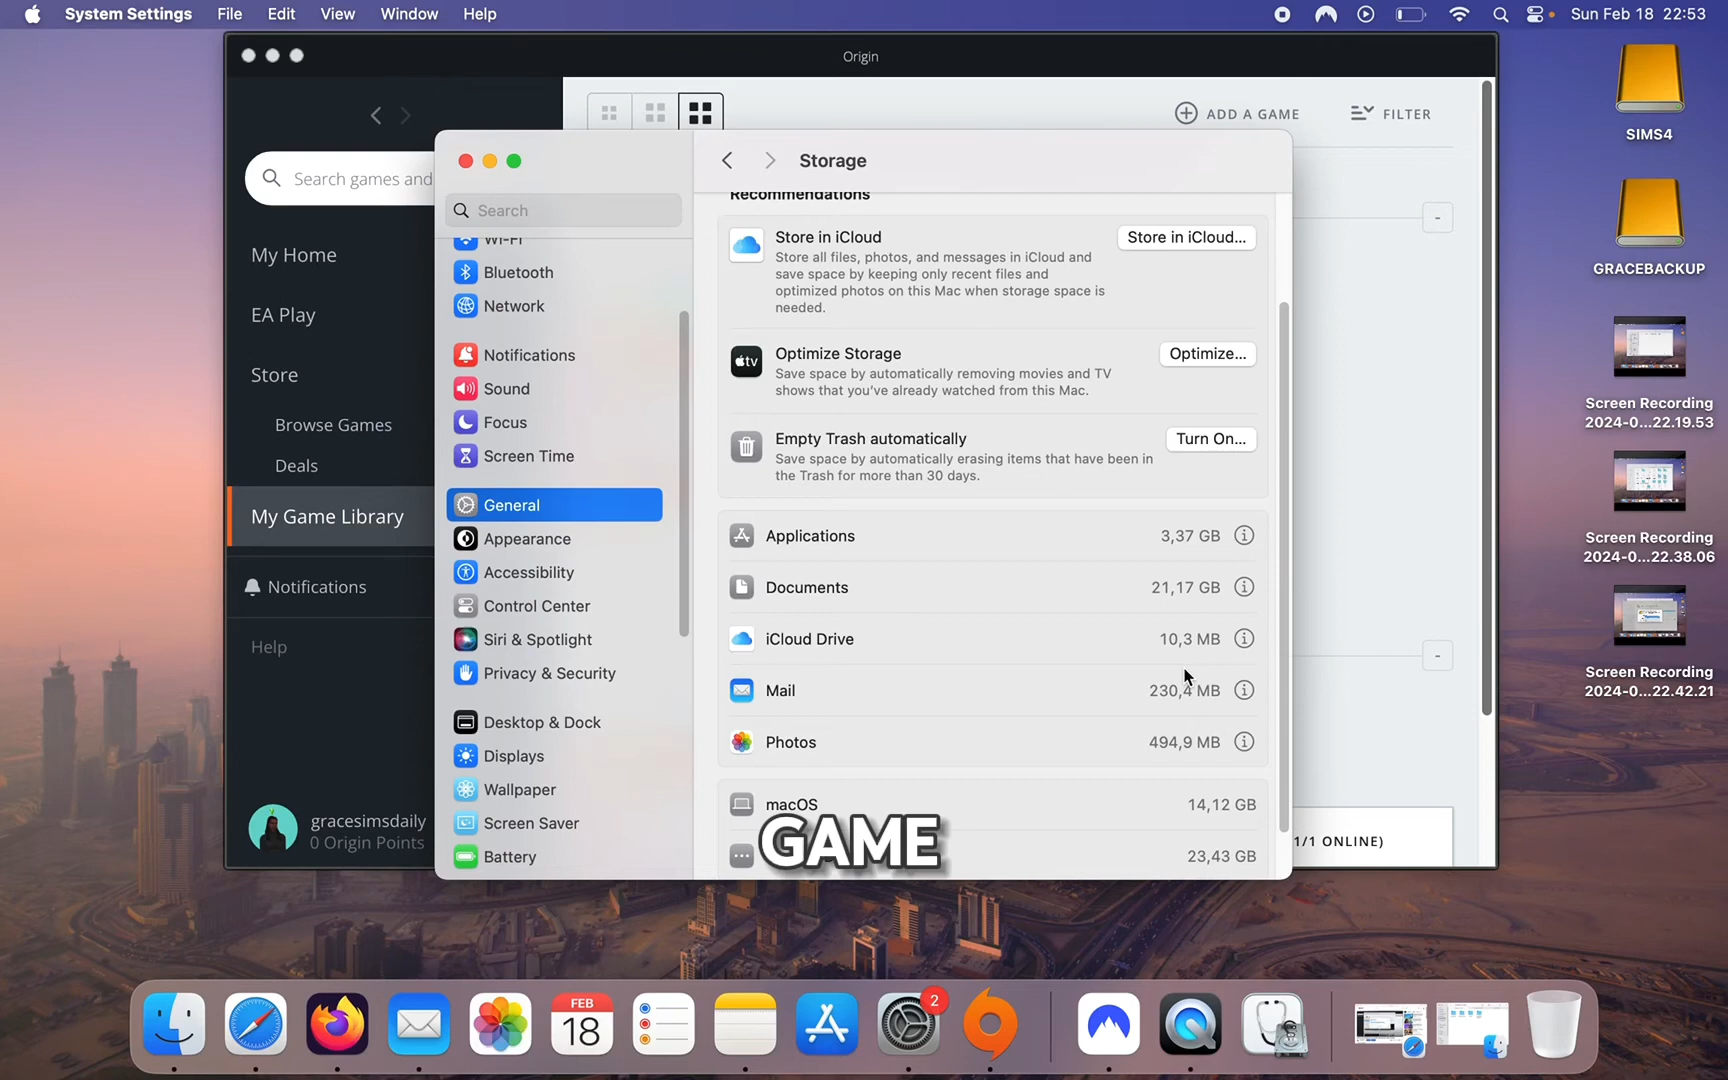 System Settings File Edit View Window Help Sun Feb 18 22:53
Origin
ADD A GAME FILTER
Search games and
My Home
EA Play
Store
Browse Games
Deals
My Game Library
Notifications
Help
gracesimsdaily
0 Origin Points
Search
Wi-Fi
Bluetooth
Network
Notifications
Sound
Focus
Screen Time
General
Appearance
Accessibility
Control Center
Siri & Spotlight
Privacy & Security
Desktop & Dock
Displays
Wallpaper
Screen Saver
Battery
Storage
Recommendations
Store in iCloud Store in iCloud...
Store all files, photos, and messages in iCloud and
save space by keeping only recent files and
optimized photos on this Mac when storage space is
needed.
tv
Optimize Storage Optimize...
Save space by automatically removing movies and TV
shows that you've already watched from this Mac.
Empty Trash automatically Turn On...
Save space by automatically erasing items that have been in
the Trash for more than 30 days.
Applications 3,37 GB
Documents 21,17 GB
iCloud Drive 10,3 MB
Mail 230,4 MB
Photos 494,9 MB
macOS 14,12 GB
23,43 GB
GAME
1/1 ONLINE)
SIMS4
GRACEBACKUP
Screen Recording
2024-0...22.19.53
Screen Recording
2024-0...22.38.06
Screen Recording
2024-0...22.42.21
FEB
18
2